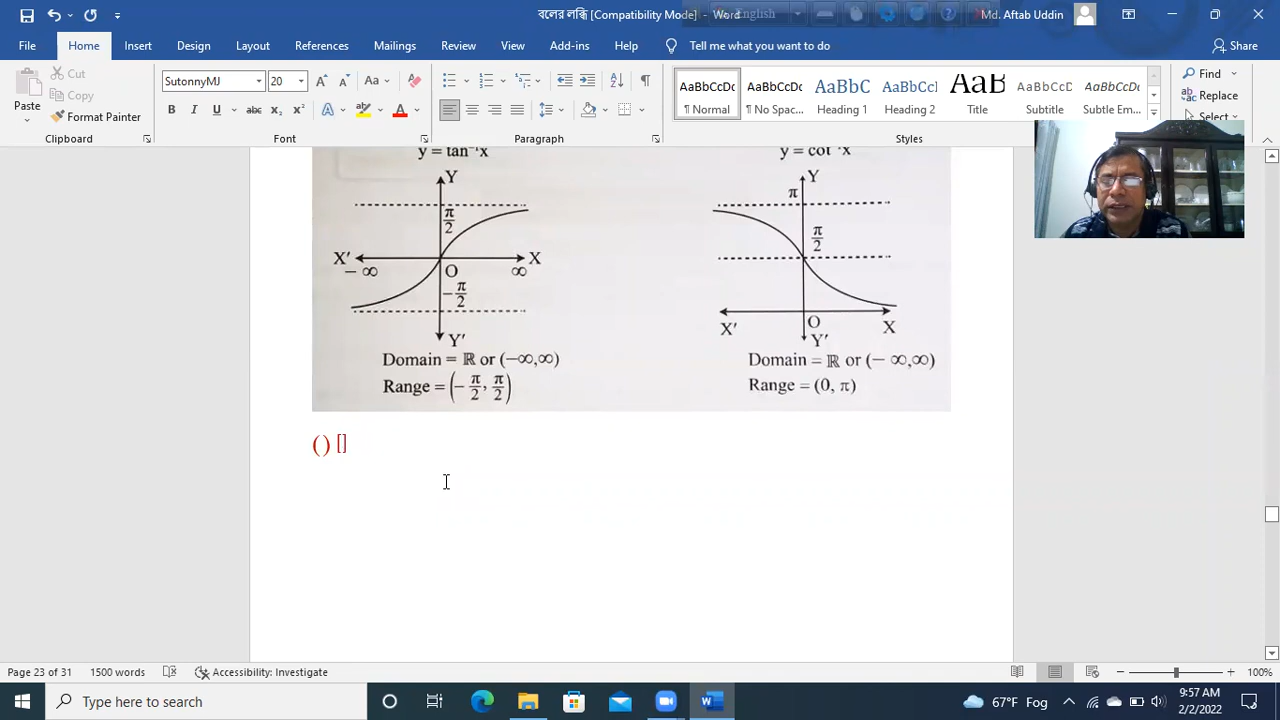 বলের লব্ধি [Compatibility Mode] - Word
English
Md. Aftab Uddin
File Home Insert Design Layout References Mailings Review View Add-ins Help Tell me what you want to do Share
Paste
Cut
Copy
Format Painter
Clipboard
SutonnyMJ 20
Font
Paragraph
AaBbCcDc ¶ Normal
AaBbCcDc ¶ No Spac...
AaBbC Heading 1
AaBbCcI Heading 2
AaB Title
AaBbCcD Subtitle
AaBbCcDt Subtle Em...
Styles
Find
Replace
Select
y = tan⁻¹x
Y
π/2
X′ O X
− ∞ ∞
−π/2
Y′
Domain = ℝ or (−∞,∞)
Range = (−π/2, π/2)
y = cot⁻¹x
π Y
π/2
X′ O X
Y′
Domain = ℝ or (− ∞,∞)
Range = (0, π)
() []
Page 23 of 31 1500 words Accessibility: Investigate 100%
Type here to search
67°F Fog
9:57 AM
2/2/2022